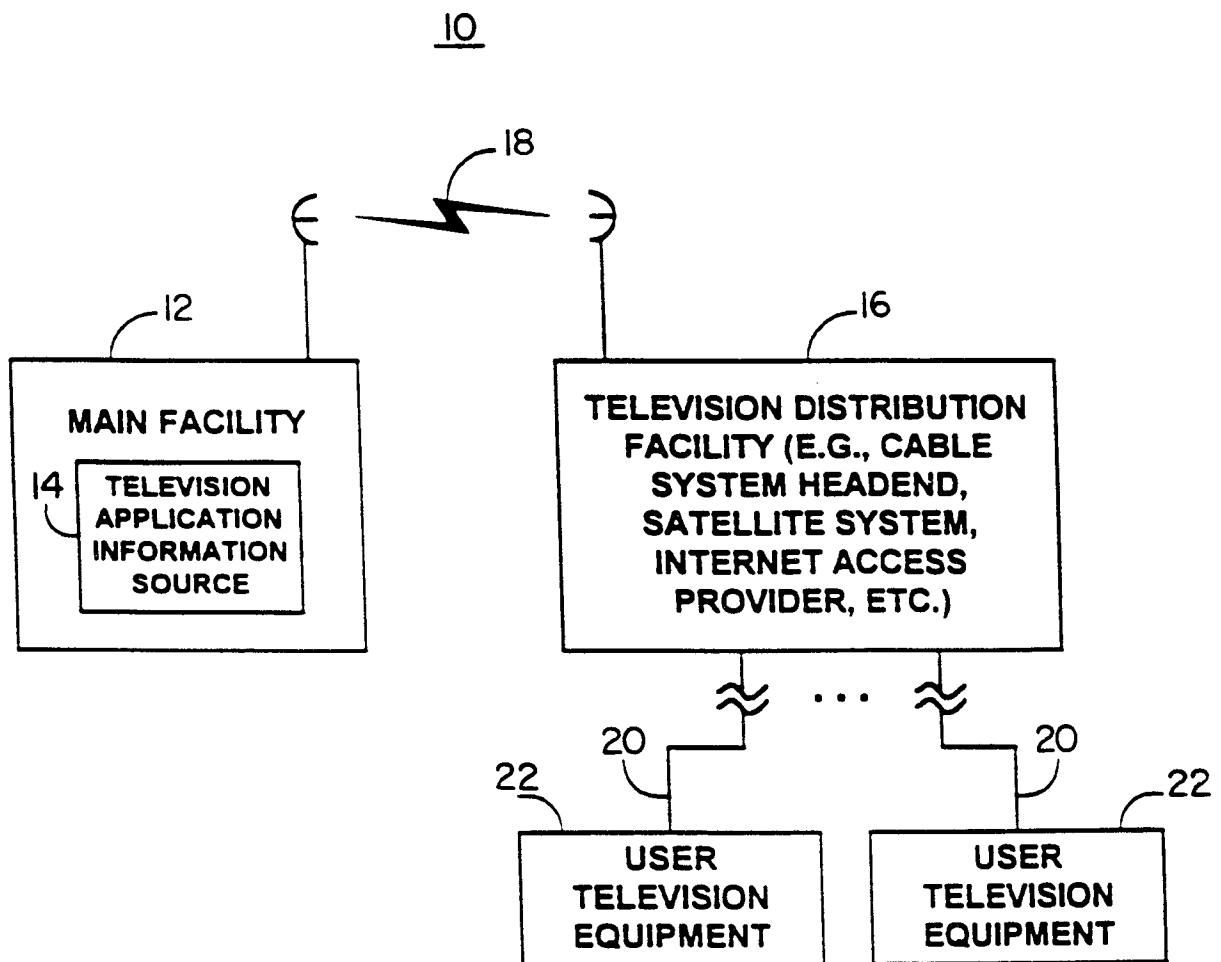 10
18
12
16
MAIN FACILITY
14
TELEVISION
APPLICATION
INFORMATION
SOURCE
TELEVISION DISTRIBUTION
FACILITY (E.G., CABLE
SYSTEM HEADEND,
SATELLITE SYSTEM,
INTERNET ACCESS
PROVIDER, ETC.)
...
20
20
22
22
USER
TELEVISION
EQUIPMENT
USER
TELEVISION
EQUIPMENT